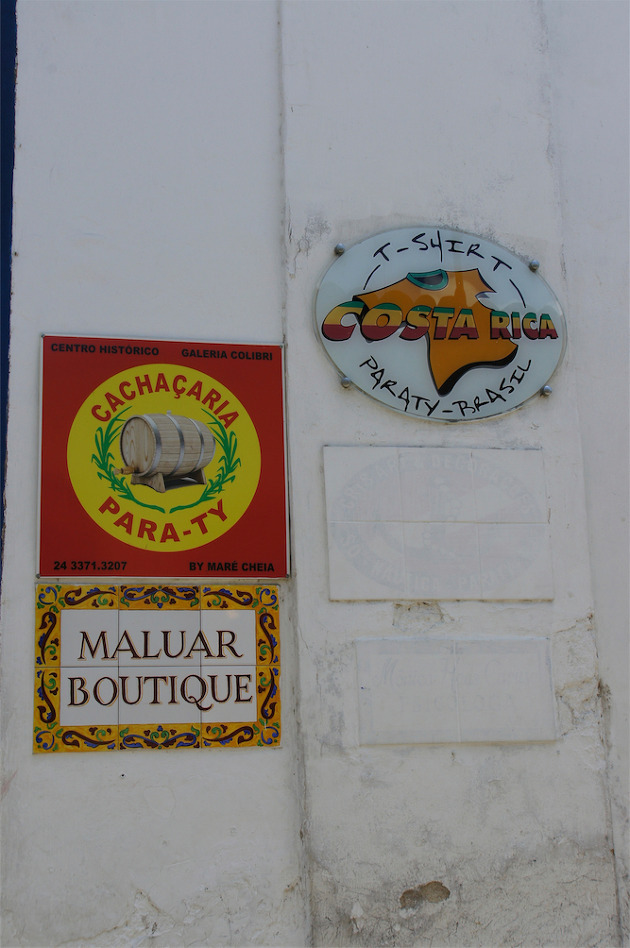 CENTRO HISTÓRICO GALERIA COLIBRI
CACHAÇARIA
PARA-TY
24 3371.3207 BY MARÉ CHEIA
MALUAR
BOUTIQUE
T-SHIRT
COSTA RICA
PARATY-BRASIL